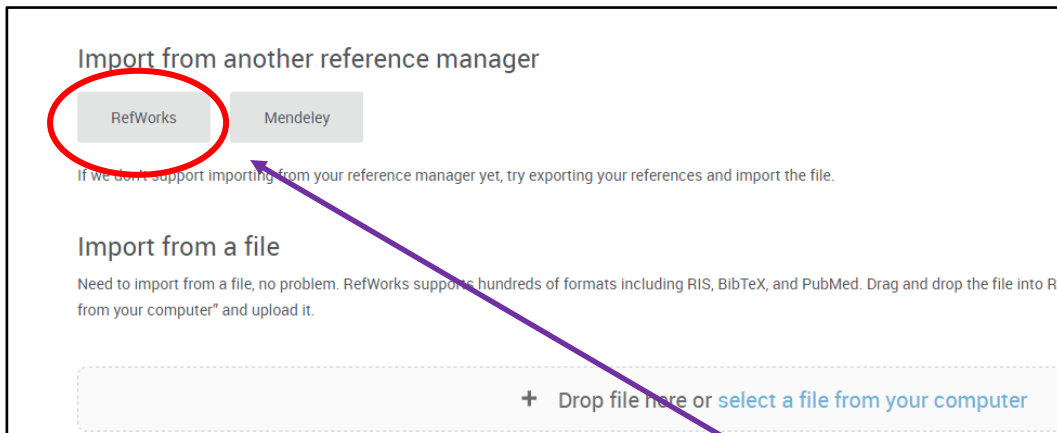 Import from another reference manager
RefWorks Mendeley
If we don't support importing from your reference manager yet, try exporting your references and import the file.
Import from a file
Need to import from a file, no problem. RefWorks supports hundreds of formats including RIS, BibTeX, and PubMed. Drag and drop the file into R
from your computer" and upload it.
+ Drop file here or select a file from your computer